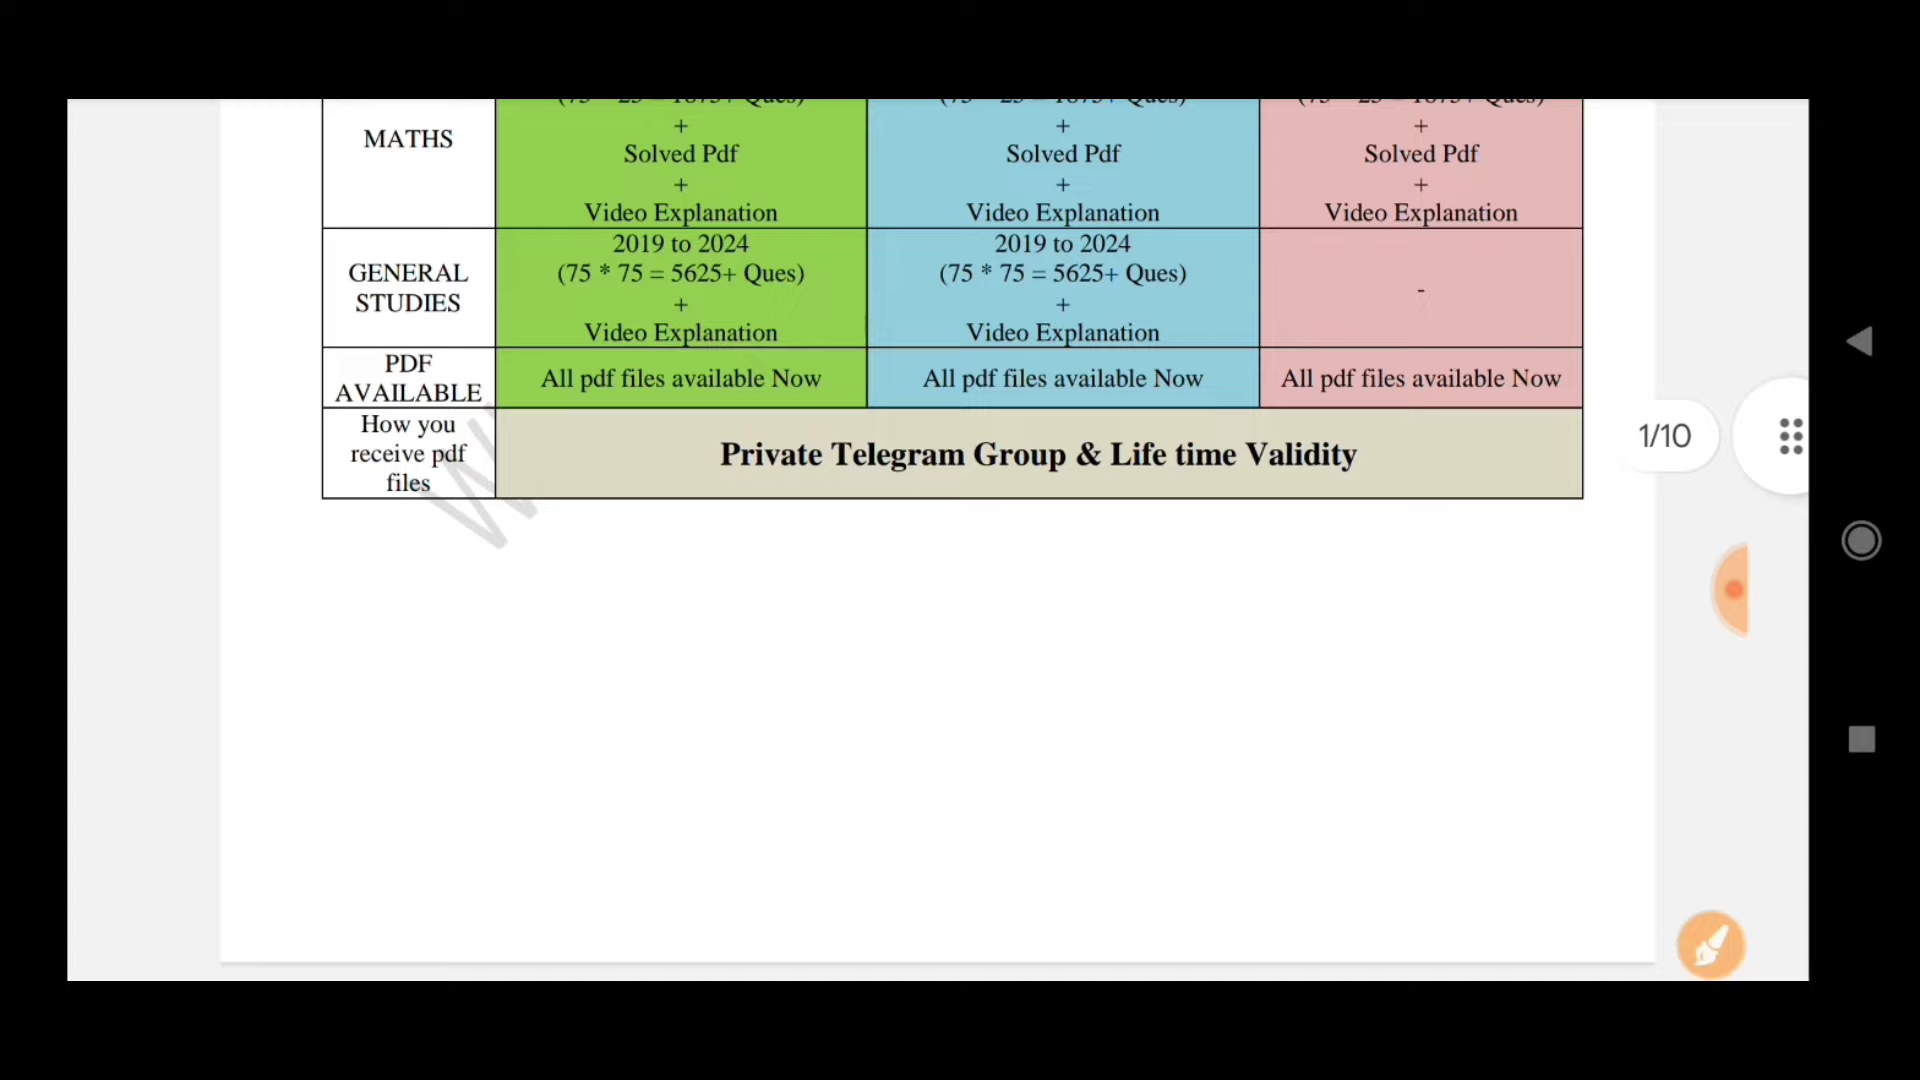 MATHS
+
+
+
Solved Pdf
Solved Pdf
Solved Pdf
+
+
+
Video Explanation
Video Explanation
Video Explanation
GENERAL
STUDIES
2019 to 2024
(75 * 75 = 5625+ Ques)
+
Video Explanation
2019 to 2024
(75 * 75 = 5625+ Ques)
+
Video Explanation
-
PDF
AVAILABLE
All pdf files available Now
All pdf files available Now
All pdf files available Now
How you
receive pdf
files
Private Telegram Group & Life time Validity
1/10